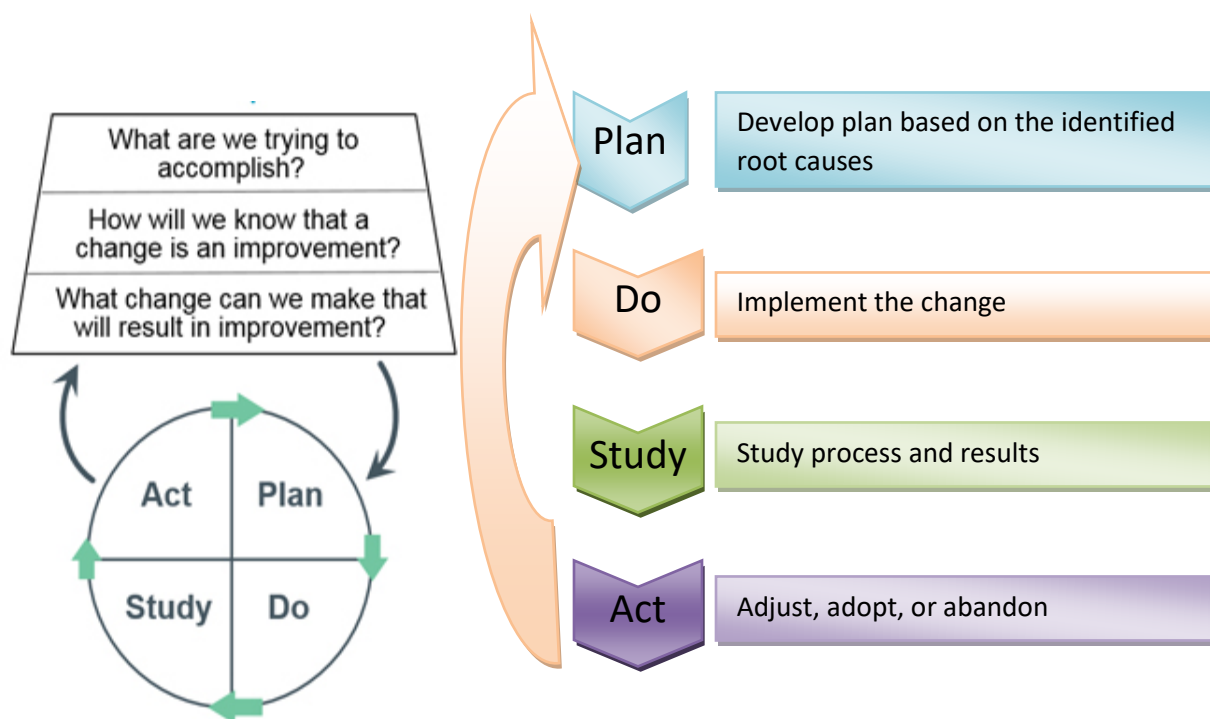 What are we trying to
accomplish?
How will we know that a
change is an improvement?
What change can we make that
will result in improvement?
Act
Plan
Study
Do
Plan
Develop plan based on the identified
root causes
Do
Implement the change
Study
Study process and results
Act
Adjust, adopt, or abandon